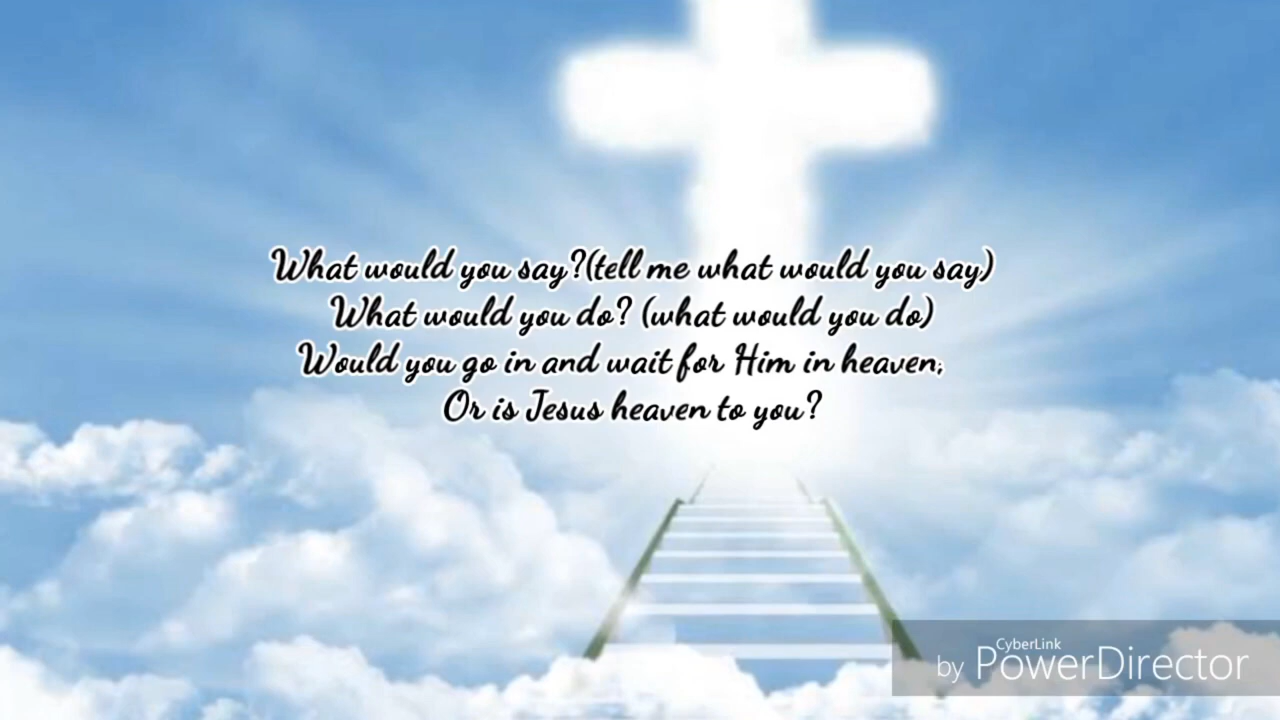 What would you say?(tell me what would you say)
What would you do? (what would you do)
Would you go in and wait for Him in heaven,
Or is Jesus heaven to you?
CyberLink
by PowerDirector